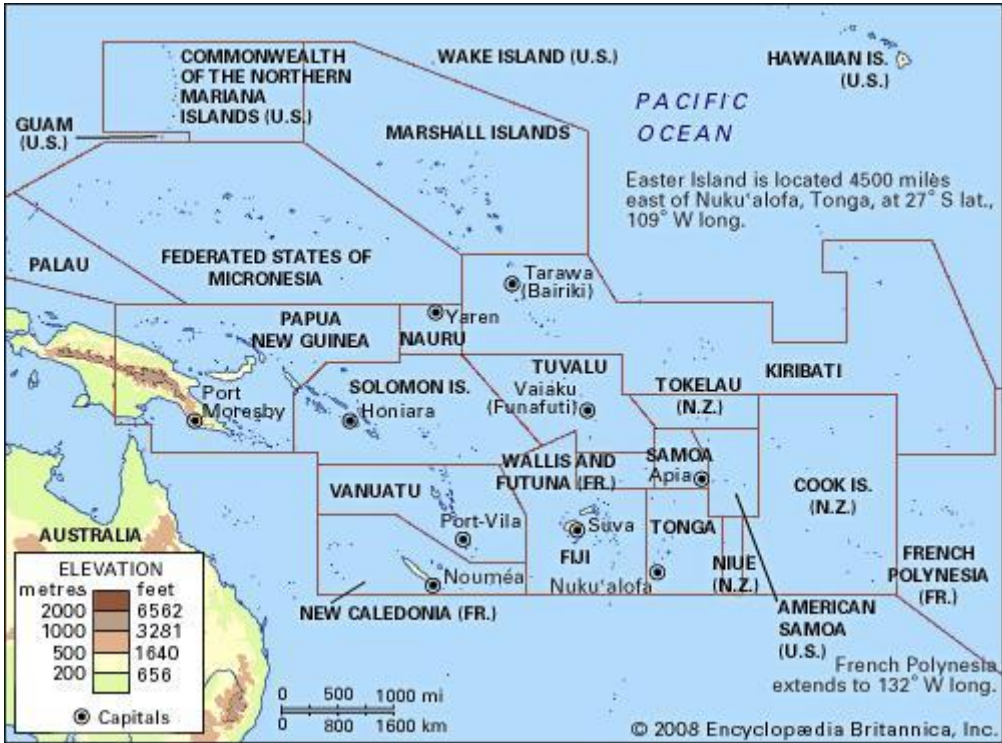 COMMONWEALTH
OF THE NORTHERN
MARIANA
ISLANDS (U.S.)
WAKE ISLAND (U.S.)
HAWAIIAN IS.
(U.S.)
PACIFIC
OCEAN
GUAM
(U.S.)
MARSHALL ISLANDS
Easter Island is located 4500 miles
east of Nukuʻalofa, Tonga, at 27° S lat.,
109° W long.
PALAU
FEDERATED STATES OF
MICRONESIA
Tarawa
(Bairiki)
PAPUA
NEW GUINEA
Yaren
NAURU
TUVALU
Vaiaku
(Funafuti)
KIRIBATI
TOKELAU
(N.Z.)
SOLOMON IS.
Honiara
Port
Moresby
WALLIS AND
FUTUNA (FR.)
SAMOA
Apia
COOK IS.
(N.Z.)
VANUATU
Port-Vila
Suva
FIJI
TONGA
Nukuʻalofa
NIUE
(N.Z.)
FRENCH
POLYNESIA
(FR.)
AUSTRALIA
Nouméa
NEW CALEDONIA (FR.)
AMERICAN
SAMOA
(U.S.)
French Polynesia
extends to 132° W long.
ELEVATION
metres feet
2000 6562
1000 3281
500 1640
200 656
Capitals
0 500 1000 mi
0 800 1600 km
© 2008 Encyclopædia Britannica, Inc.